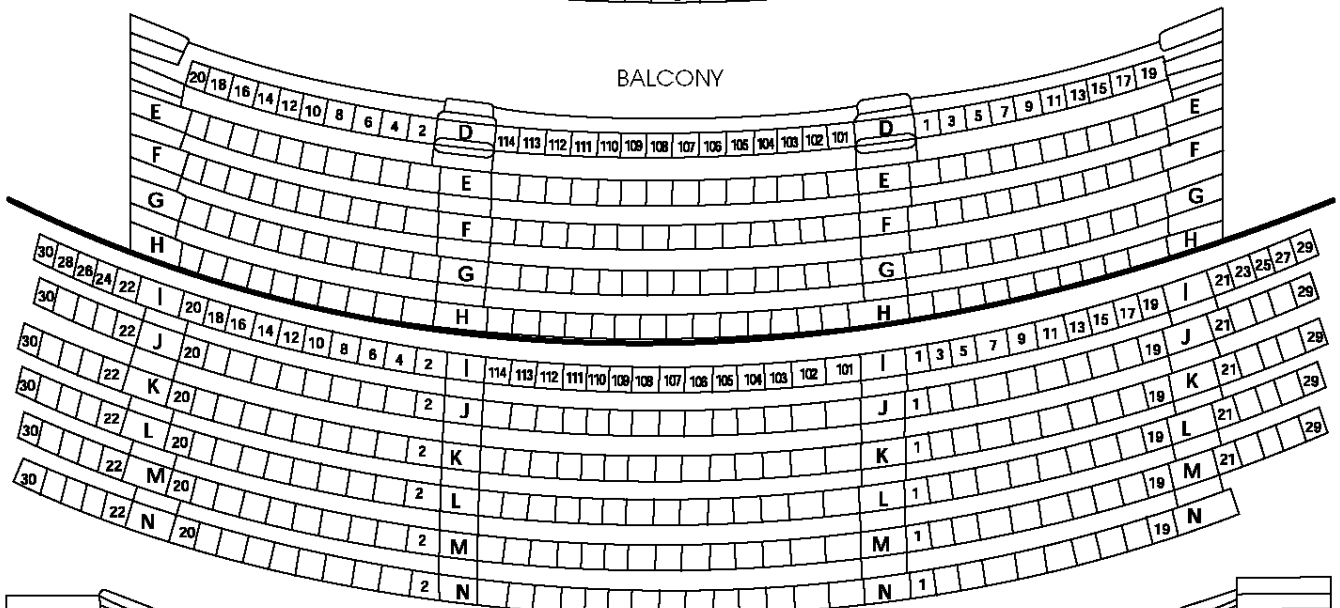 BALCONY
20 18 16 14 12 10 8 6 4 2 D 114 113 112 111 110 109 108 107 106 105 104 103 102 101 D 1 3 5 7 9 11 13 15 17 19
E E E E
F F F F
G G G G
H H H H
30 28 26 24 22 I 20 18 16 14 12 10 8 6 4 2 I 114 113 112 111 110 109 108 107 106 105 104 103 102 101 I 1 3 5 7 9 11 13 15 17 19 I 21 23 25 27 29
30 22 J 20 2 J J 1 19 J 21 29
30 22 K 20 2 K K 1 19 K 21 29
30 22 L 20 2 L L 1 19 L 21 29
30 22 M 20 2 M M 1 19 M 21 29
30 22 N 20 2 N N 1 19 N